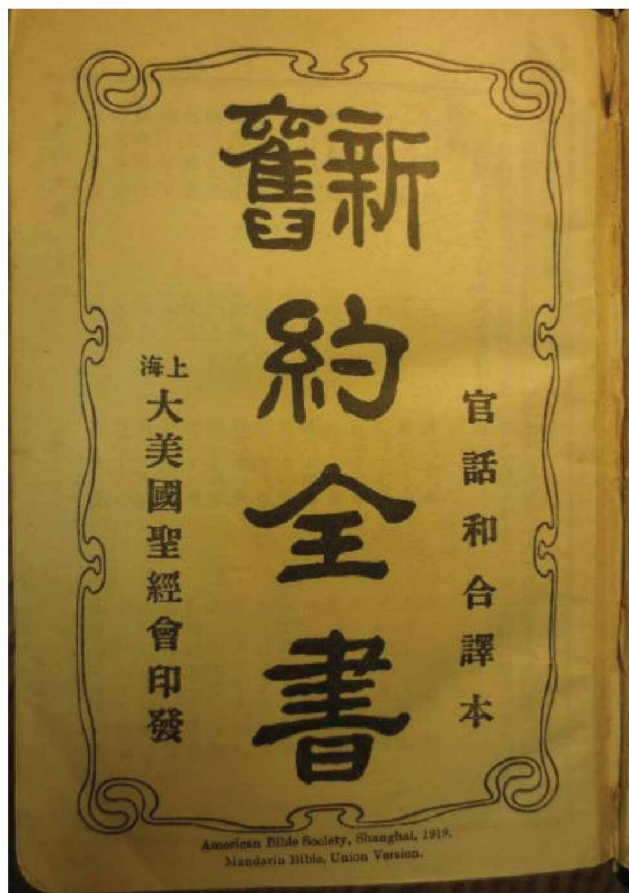 官話和合譯本
新舊
約全書
上海
大美國聖經會印發
American Bible Society, Shanghai, 1919.
Mandarin Bible, Union Version.